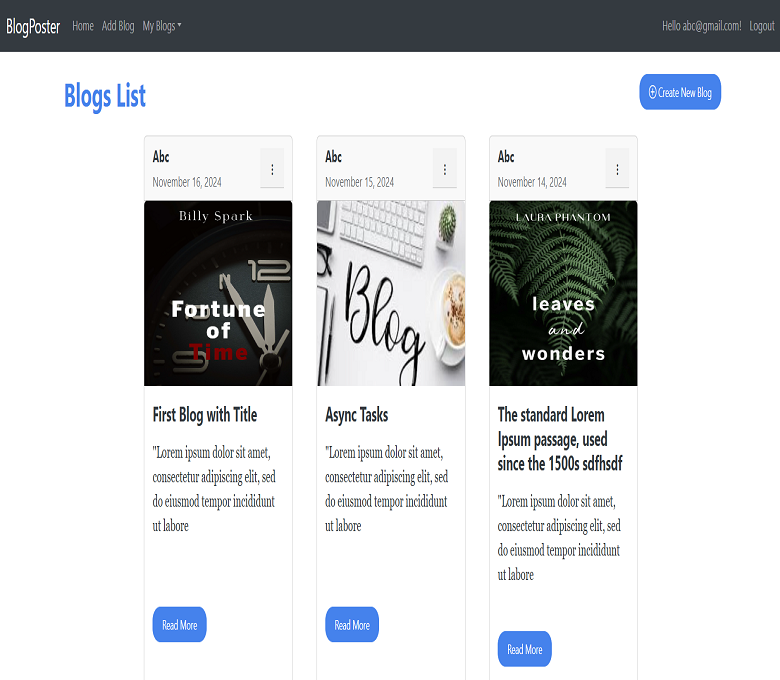 BlogPoster Home Add Blog My Blogs Hello abc@gmail.com! Logout
Blogs List
Create New Blog
Abc
November 16, 2024
Billy Spark
12
Fortune
of
Time
First Blog with Title
"Lorem ipsum dolor sit amet,
consectetur adipiscing elit, sed
do eiusmod tempor incididunt
ut labore
Read More
Abc
November 15, 2024
Blog
Async Tasks
"Lorem ipsum dolor sit amet,
consectetur adipiscing elit, sed
do eiusmod tempor incididunt
ut labore
Read More
Abc
November 14, 2024
LAURA PHANTOM
leaves
and
wonders
The standard Lorem
Ipsum passage, used
since the 1500s sdfhsdf
"Lorem ipsum dolor sit amet,
consectetur adipiscing elit, sed
do eiusmod tempor incididunt
ut labore
Read More